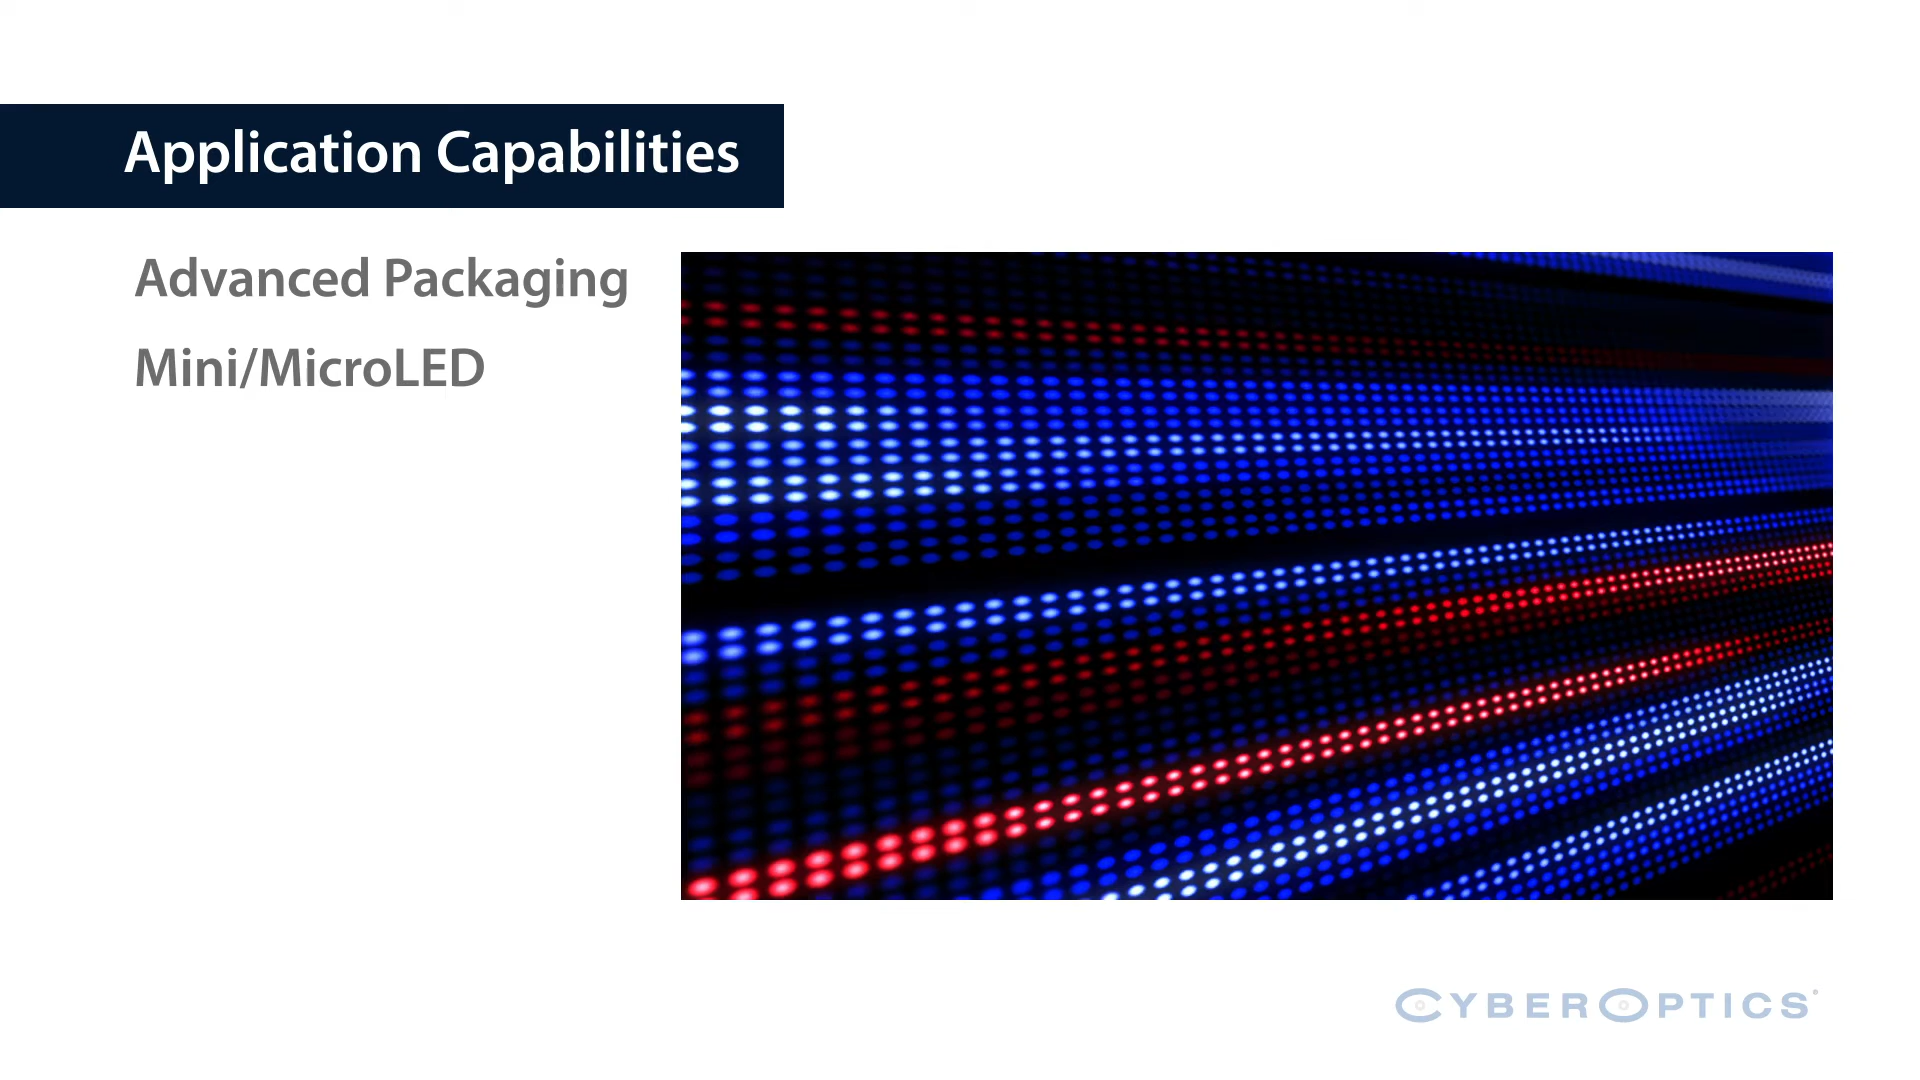 Application Capabilities
Advanced Packaging
Mini/MicroLED
CYBEROPTICS